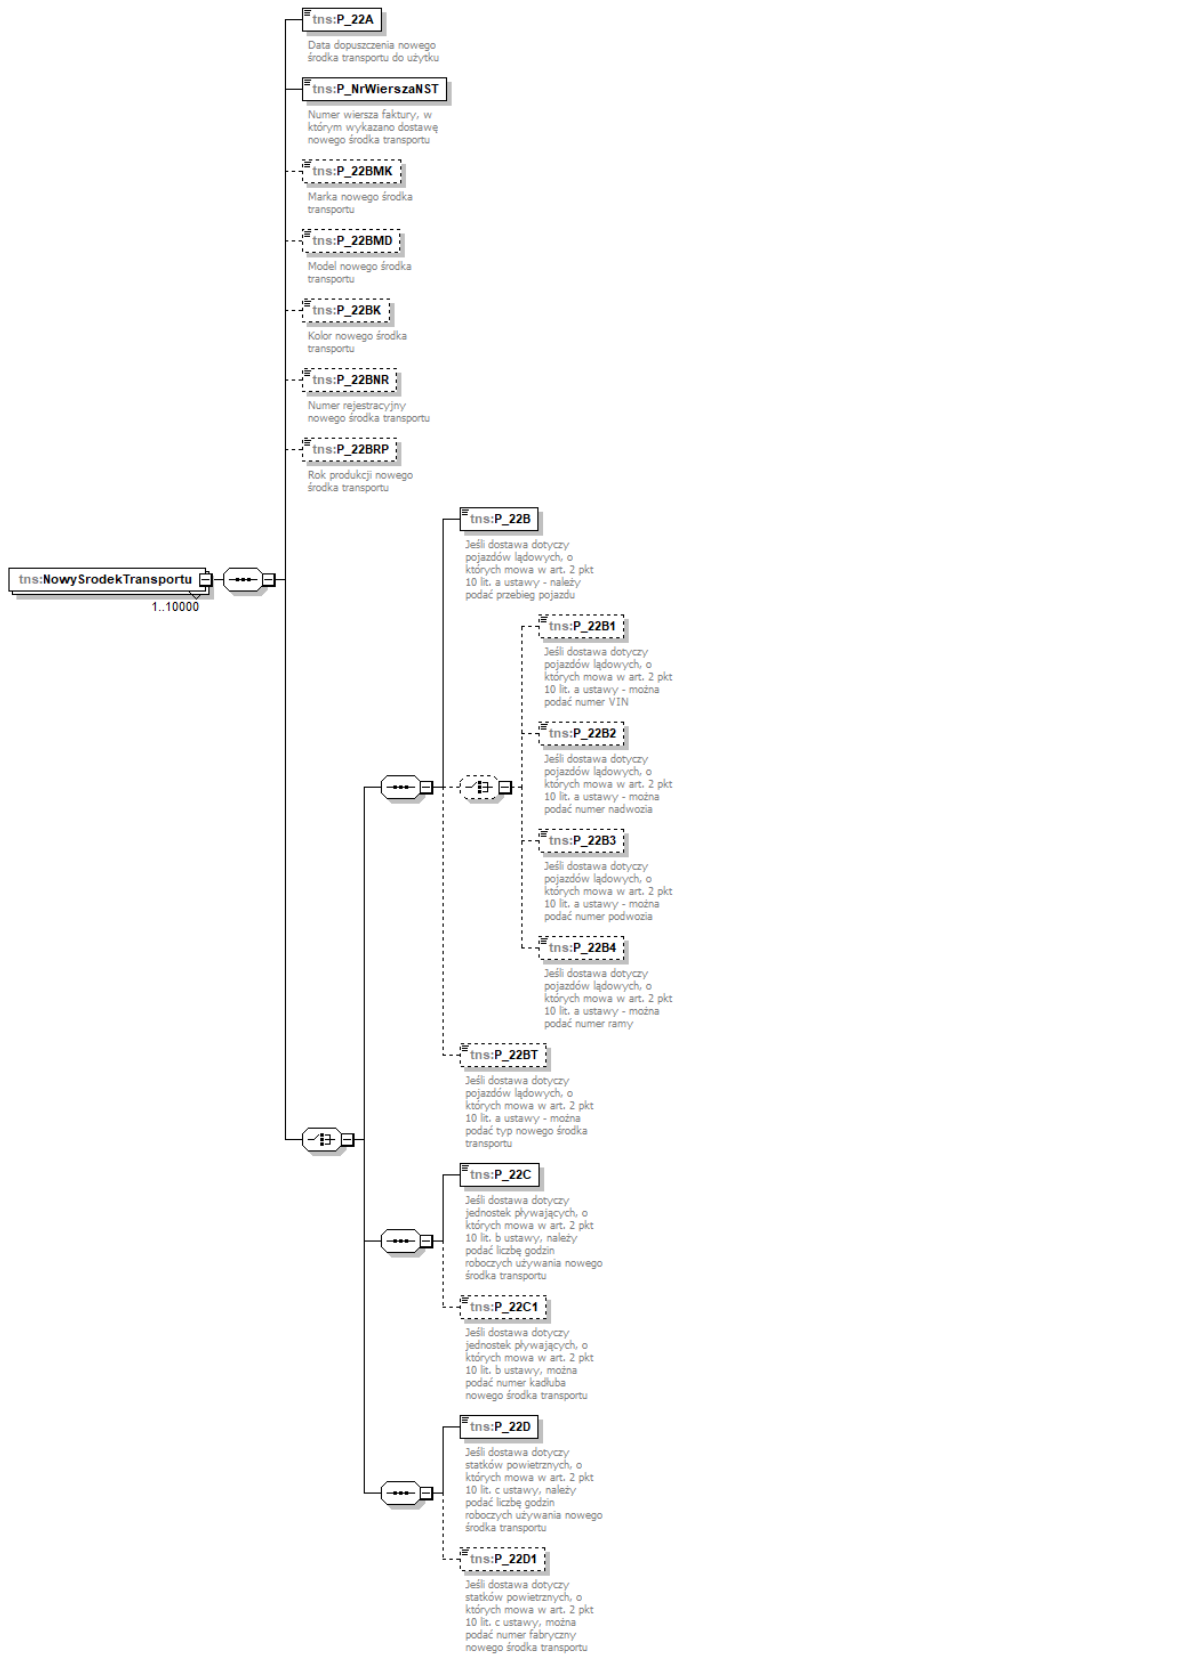 tns:P_22A
Data dopuszczenia nowego
środka transportu do użytku
tns:P_NrWierszaNST
Numer wiersza faktury, w
którym wykazano dostawę
nowego środka transportu
tns:P_22BMK
Marka nowego środka
transportu
tns:P_22BMD
Model nowego środka
transportu
tns:P_22BK
Kolor nowego środka
transportu
tns:P_22BNR
Numer rejestracyjny
nowego środka transportu
tns:P_22BRP
Rok produkcji nowego
środka transportu
tns:NowySrodekTransportu
1..10000
tns:P_22B
Jeśli dostawa dotyczy
pojazdów lądowych, o
których mowa w art. 2 pkt
10 lit. a ustawy - należy
podać przebieg pojazdu
tns:P_22B1
Jeśli dostawa dotyczy
pojazdów lądowych, o
których mowa w art. 2 pkt
10 lit. a ustawy - można
podać numer VIN
tns:P_22B2
Jeśli dostawa dotyczy
pojazdów lądowych, o
których mowa w art. 2 pkt
10 lit. a ustawy - można
podać numer nadwozia
tns:P_22B3
Jeśli dostawa dotyczy
pojazdów lądowych, o
których mowa w art. 2 pkt
10 lit. a ustawy - można
podać numer podwozia
tns:P_22B4
Jeśli dostawa dotyczy
pojazdów lądowych, o
których mowa w art. 2 pkt
10 lit. a ustawy - można
podać numer ramy
tns:P_22BT
Jeśli dostawa dotyczy
pojazdów lądowych, o
których mowa w art. 2 pkt
10 lit. a ustawy - można
podać typ nowego środka
transportu
tns:P_22C
Jeśli dostawa dotyczy
jednostek pływających, o
których mowa w art. 2 pkt
10 lit. b ustawy, należy
podać liczbę godzin
roboczych używania nowego
środka transportu
tns:P_22C1
Jeśli dostawa dotyczy
jednostek pływających, o
których mowa w art. 2 pkt
10 lit. b ustawy, można
podać numer kadłuba
nowego środka transportu
tns:P_22D
Jeśli dostawa dotyczy
statków powietrznych, o
których mowa w art. 2 pkt
10 lit. c ustawy, należy
podać liczbę godzin
roboczych używania nowego
środka transportu
tns:P_22D1
Jeśli dostawa dotyczy
statków powietrznych, o
których mowa w art. 2 pkt
10 lit. c ustawy, można
podać numer fabryczny
nowego środka transportu